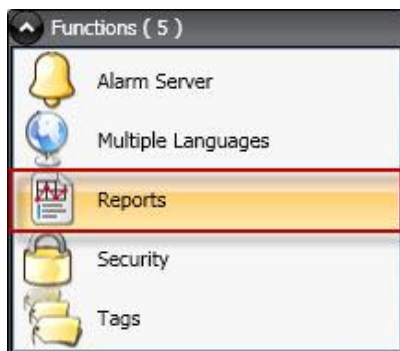 Functions ( 5 )
Alarm Server
Multiple Languages
Reports
Security
Tags